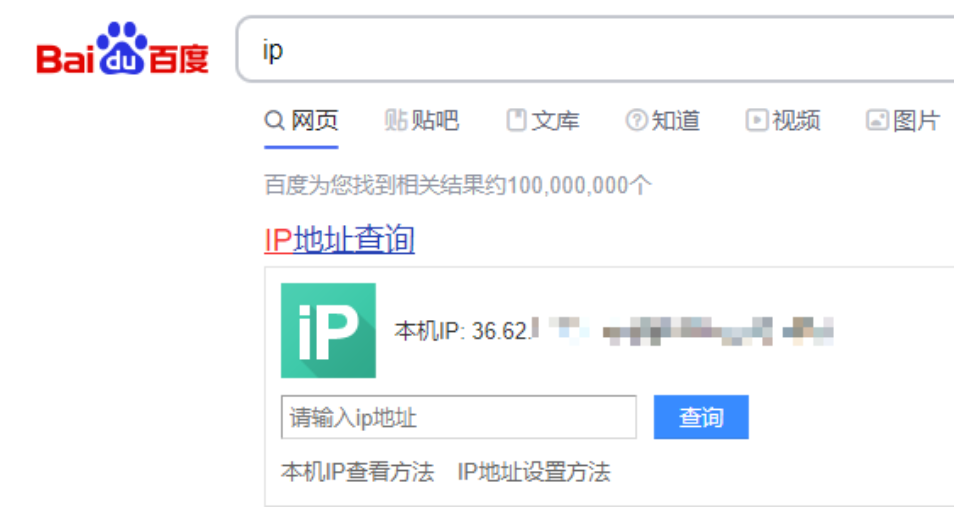 Bai du 百度
ip
网页 贴吧 文库 知道 视频 图片
百度为您找到相关结果约100,000,000个
IP地址查询
iP
本机IP: 36.62.
请输入ip地址 查询
本机IP查看方法 IP地址设置方法